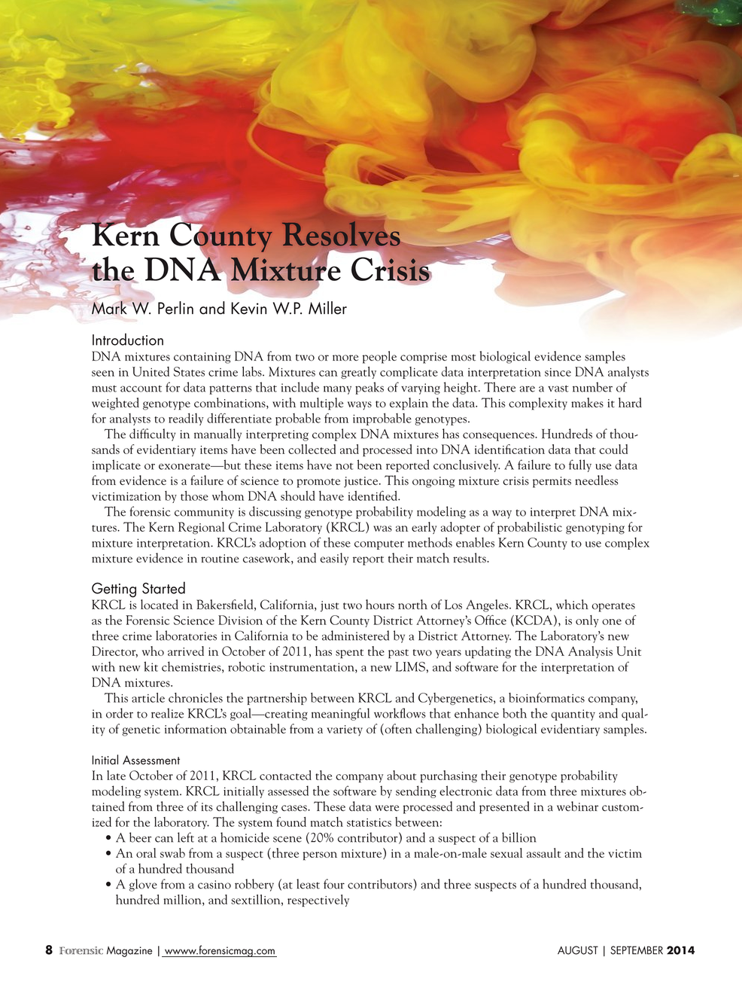 Kern County Resolves
the DNA Mixture Crisis
Mark W. Perlin and Kevin W.P. Miller
Introduction
DNA mixtures containing DNA from two or more people comprise most biological evidence samples
seen in United States crime labs. Mixtures can greatly complicate data interpretation since DNA analysts
must account for data patterns that include many peaks of varying height. There are a vast number of
weighted genotype combinations, with multiple ways to explain the data. This complexity makes it hard
for analysts to readily differentiate probable from improbable genotypes.
The difficulty in manually interpreting complex DNA mixtures has consequences. Hundreds of thou-
sands of evidentiary items have been collected and processed into DNA identification data that could
implicate or exonerate—but these items have not been reported conclusively. A failure to fully use data
from evidence is a failure of science to promote justice. This ongoing mixture crisis permits needless
victimization by those whom DNA should have identified.
The forensic community is discussing genotype probability modeling as a way to interpret DNA mix-
tures. The Kern Regional Crime Laboratory (KRCL) was an early adopter of probabilistic genotyping for
mixture interpretation. KRCL's adoption of these computer methods enables Kern County to use complex
mixture evidence in routine casework, and easily report their match results.
Getting Started
KRCL is located in Bakersfield, California, just two hours north of Los Angeles. KRCL, which operates
as the Forensic Science Division of the Kern County District Attorney's Office (KCDA), is only one of
three crime laboratories in California to be administered by a District Attorney. The Laboratory's new
Director, who arrived in October of 2011, has spent the past two years updating the DNA Analysis Unit
with new kit chemistries, robotic instrumentation, a new LIMS, and software for the interpretation of
DNA mixtures.
This article chronicles the partnership between KRCL and Cybergenetics, a bioinformatics company,
in order to realize KRCL's goal—creating meaningful workflows that enhance both the quantity and qual-
ity of genetic information obtainable from a variety of (often challenging) biological evidentiary samples.
Initial Assessment
In late October of 2011, KRCL contacted the company about purchasing their genotype probability
modeling system. KRCL initially assessed the software by sending electronic data from three mixtures ob-
tained from three of its challenging cases. These data were processed and presented in a webinar custom-
ized for the laboratory. The system found match statistics between:
• A beer can left at a homicide scene (20% contributor) and a suspect of a billion
• An oral swab from a suspect (three person mixture) in a male-on-male sexual assault and the victim
of a hundred thousand
• A glove from a casino robbery (at least four contributors) and three suspects of a hundred thousand,
hundred million, and sextillion, respectively
8 Forensic Magazine | wwww.forensicmag.com
AUGUST | SEPTEMBER 2014